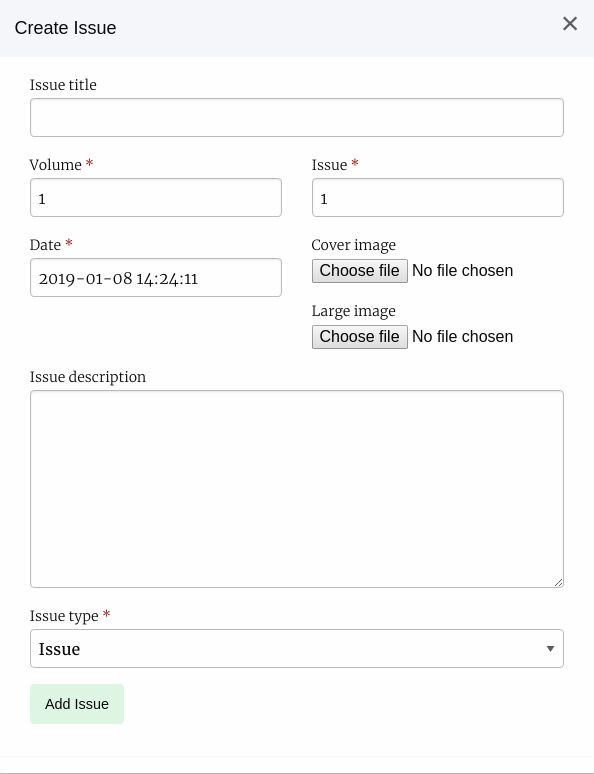 Create Issue ×
Issue title
Volume * Issue *
1 1
Date * Cover image
2019-01-08 14:24:11 Choose file No file chosen
Large image
Choose file No file chosen
Issue description
Issue type *
Issue
Add Issue